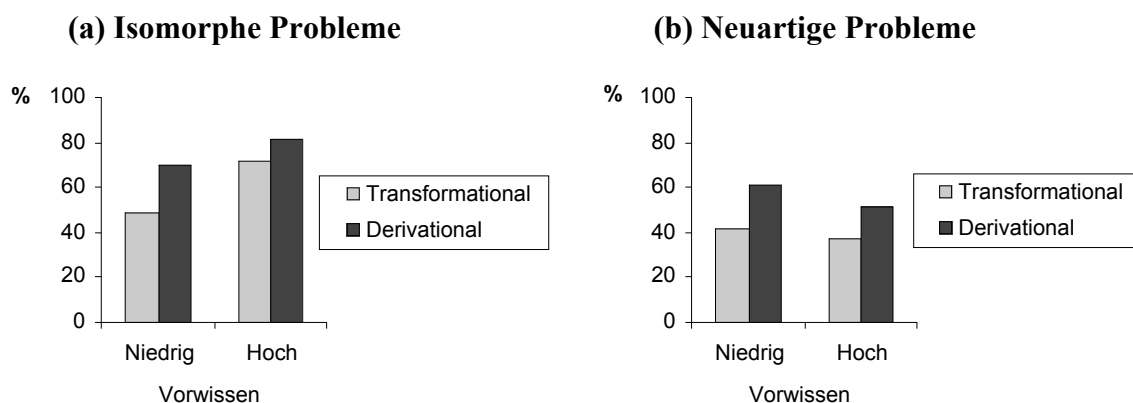 (a) Isomorphe Probleme
%
100
80
60
40
20
0
Niedrig Hoch
Vorwissen
Transformational
Derivational
(b) Neuartige Probleme
%
100
80
60
40
20
0
Niedrig Hoch
Vorwissen
Transformational
Derivational